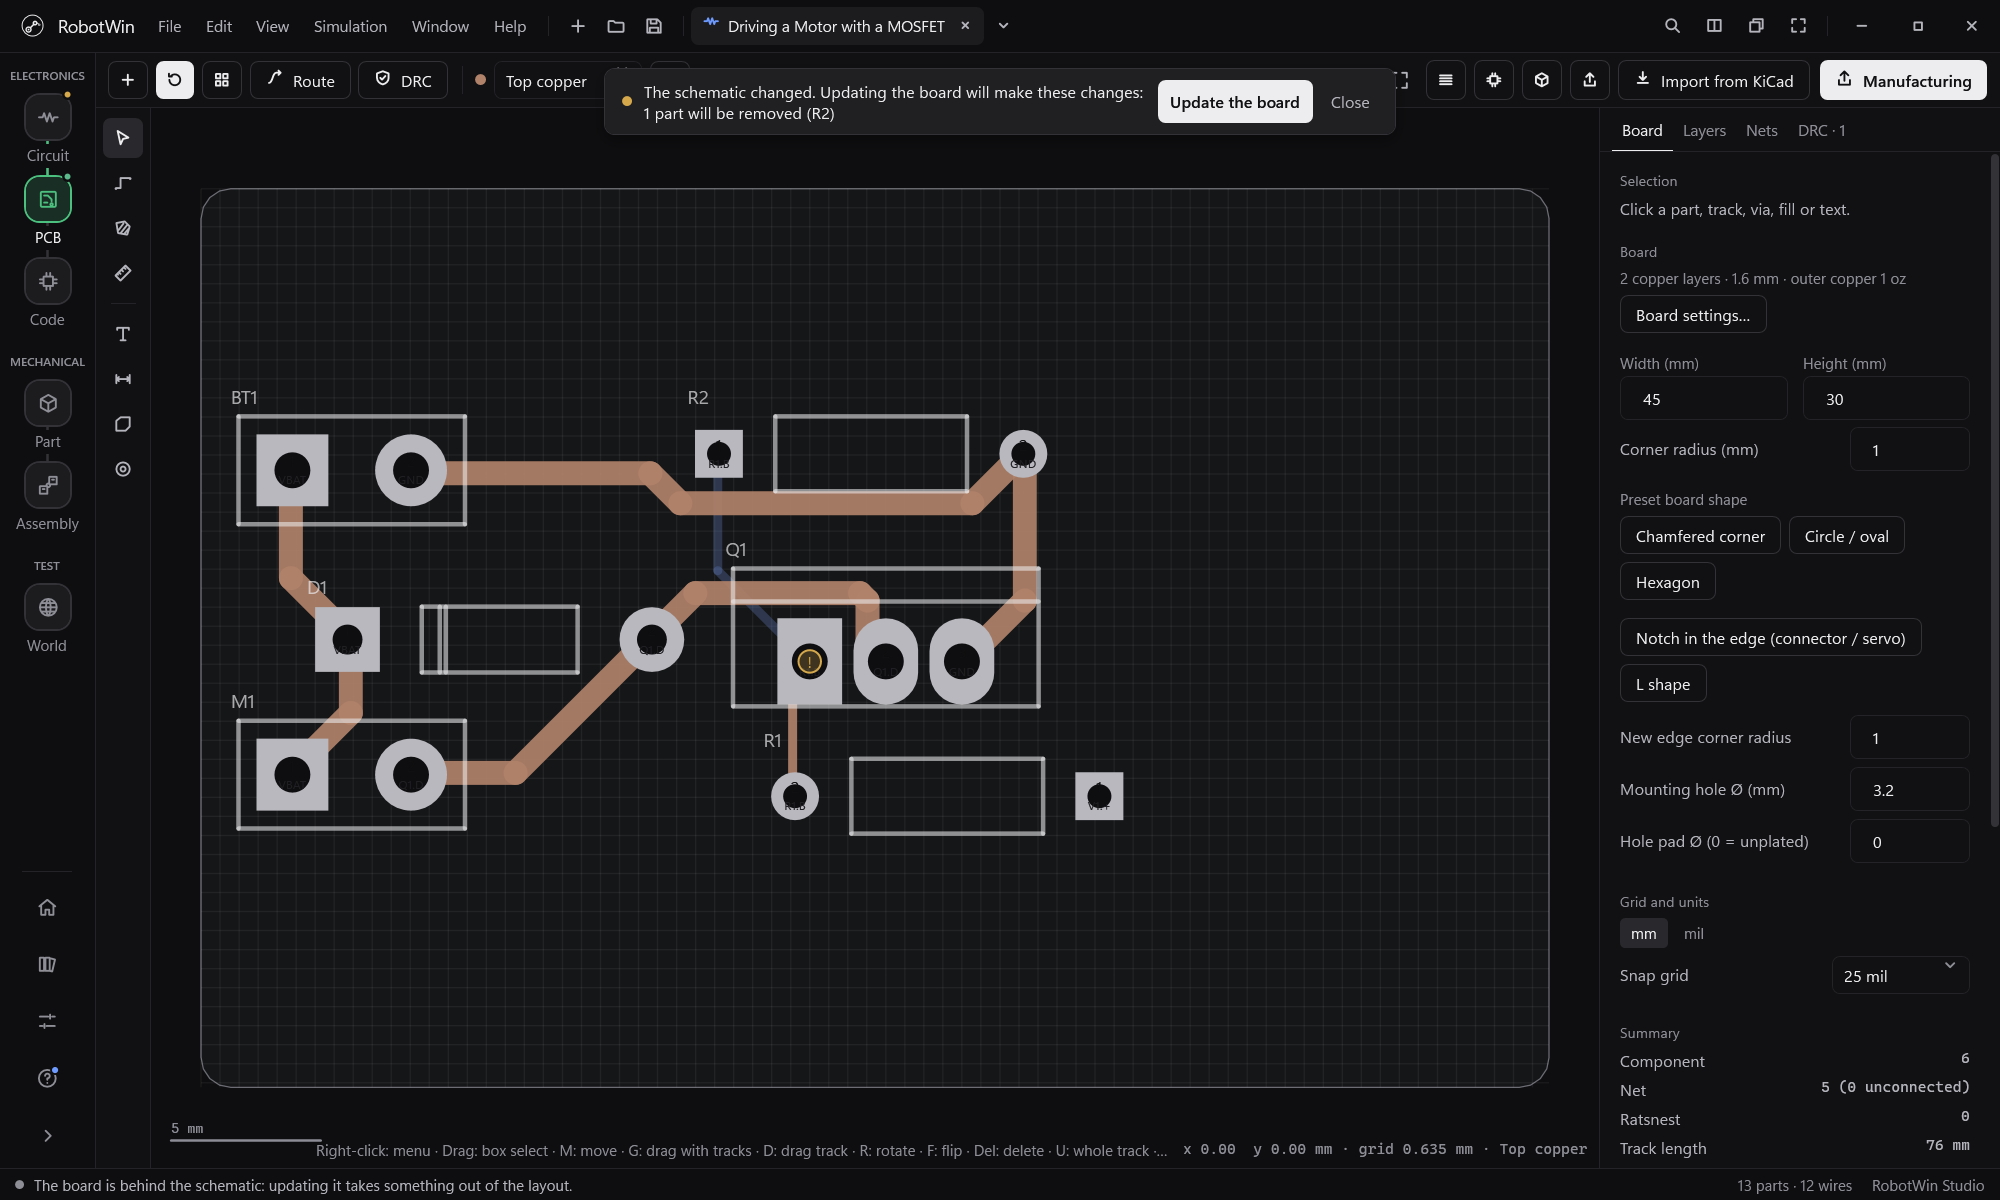 RobotWin
File
Edit
View
Simulation
Window
Help
Driving a Motor with a MOSFET
ELECTRONICS
Circuit
PCB
Code
MECHANICAL
Part
Assembly
TEST
World
Route
DRC
Top copper
The schematic changed. Updating the board will make these changes:
1 part will be removed (R2)
Update the board
Close
Import from KiCad
Manufacturing
Board
Layers
Nets
DRC · 1
Selection
Click a part, track, via, fill or text.
Board
2 copper layers · 1.6 mm · outer copper 1 oz
Board settings...
Width (mm)
Height (mm)
45
30
Corner radius (mm)
1
Preset board shape
Chamfered corner
Circle / oval
Hexagon
Notch in the edge (connector / servo)
L shape
New edge corner radius
1
Mounting hole Ø (mm)
3.2
Hole pad Ø (0 = unplated)
0
Grid and units
mm
mil
Snap grid
25 mil
Summary
Component
6
Net
5 (0 unconnected)
Ratsnest
0
Track length
76 mm
BT1
R2
R1.B
GND
Q1
D1
M1
R1
R1.B
5 mm
Right-click: menu · Drag: box select · M: move · G: drag with tracks · D: drag track · R: rotate · F: flip · Del: delete · U: whole track ·...
x 0.00 y 0.00 mm · grid 0.635 mm · Top copper
The board is behind the schematic: updating it takes something out of the layout.
13 parts · 12 wires
RobotWin Studio